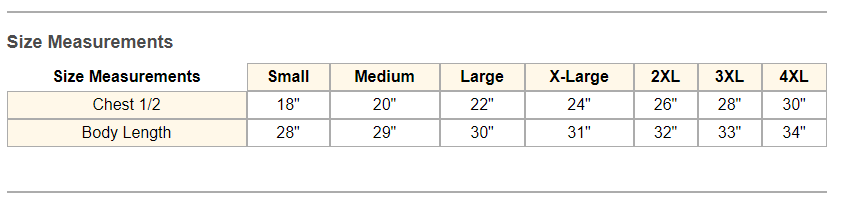 Size Measurements
Size Measurements Small Medium Large X-Large 2XL 3XL 4XL
Chest 1/2 18" 20" 22" 24" 26" 28" 30"
Body Length 28" 29" 30" 31" 32" 33" 34"